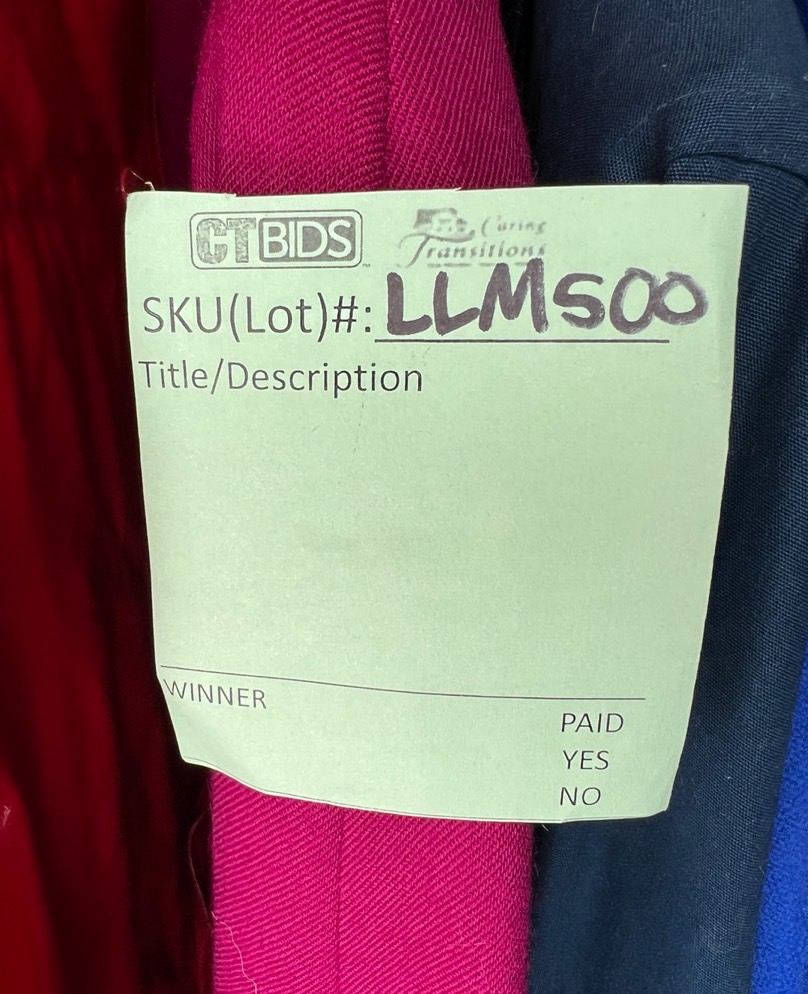 CTBIDS
Caring
Transitions
SKU(Lot)#: LLM500
Title/Description
WINNER
PAID
YES
NO